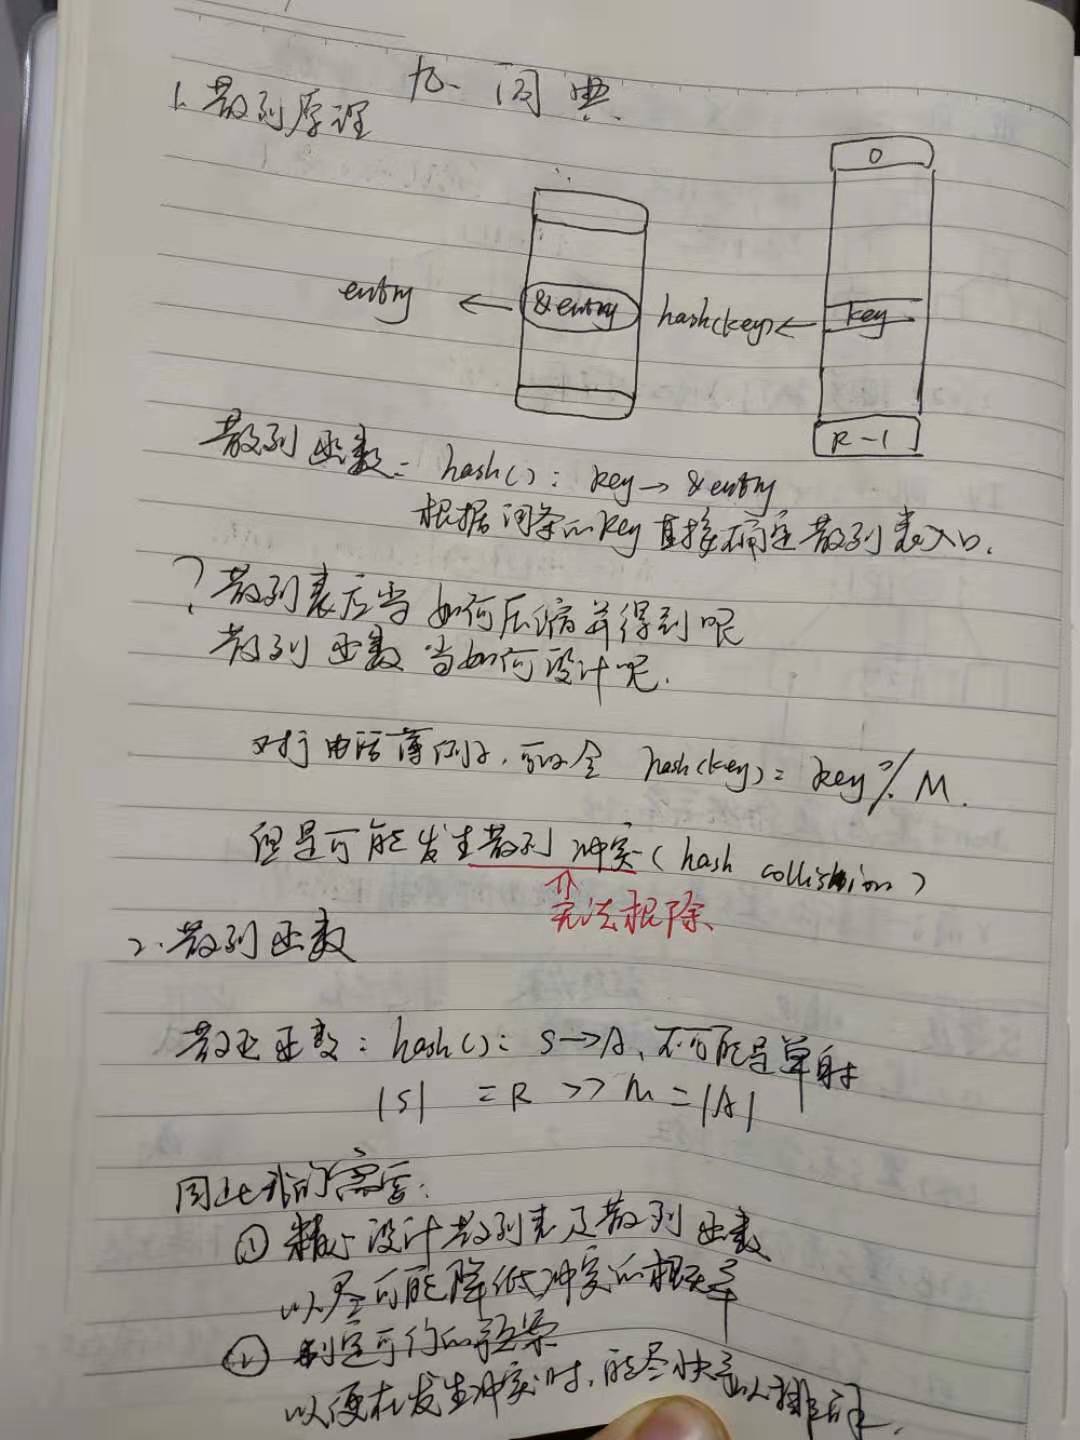 九. 词典
1. 散列原理
0
entry ← &entry hash(key) ← key
R-1
散列函数: hash(): key → &entry
根据词条的key直接确定散列表入口.
? 散列表应当如何压缩并得到呢
散列函数当如何设计呢.
对于电话薄例子, 可以令 hash(key) = key % M.
但是可能发生散列冲突(hash collision)
无法根除
2. 散列函数
散列函数: hash(): S→A, 不可能是单射
|S| = R >> M = |A|
因此我们需要:
① 精心设计散列表及散列函数
以尽可能降低冲突的概率
② 制定可行的预案
以便在发生冲突时, 能尽快予以排解.